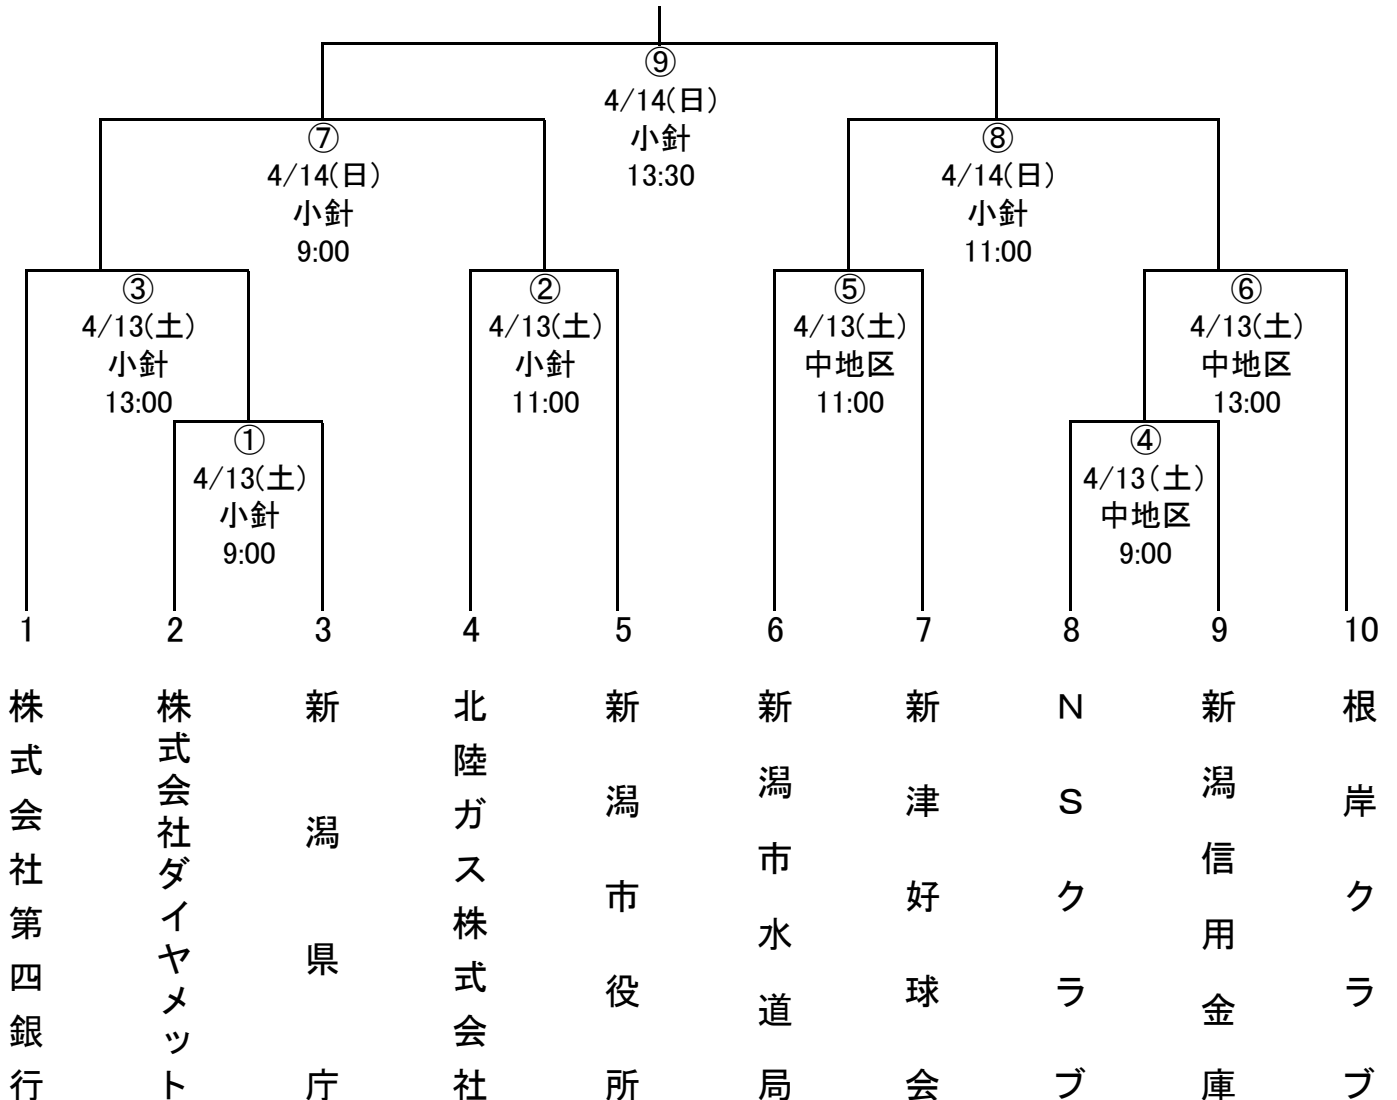 ⑨
4/14(日)
小針
13:30
⑦
4/14(日)
小針
9:00
⑧
4/14(日)
小針
11:00
③
4/13(土)
小針
13:00
②
4/13(土)
小針
11:00
⑤
4/13(土)
中地区
11:00
⑥
4/13(土)
中地区
13:00
①
4/13(土)
小針
9:00
④
4/13(土)
中地区
9:00
1
2
3
4
5
6
7
8
9
10
株式会社第四銀行
株式会社ダイヤメット
新潟県庁
北陸ガス株式会社
新潟市役所
新潟市水道局
新津好球会
NSクラブ
新潟信用金庫
根岸クラブ